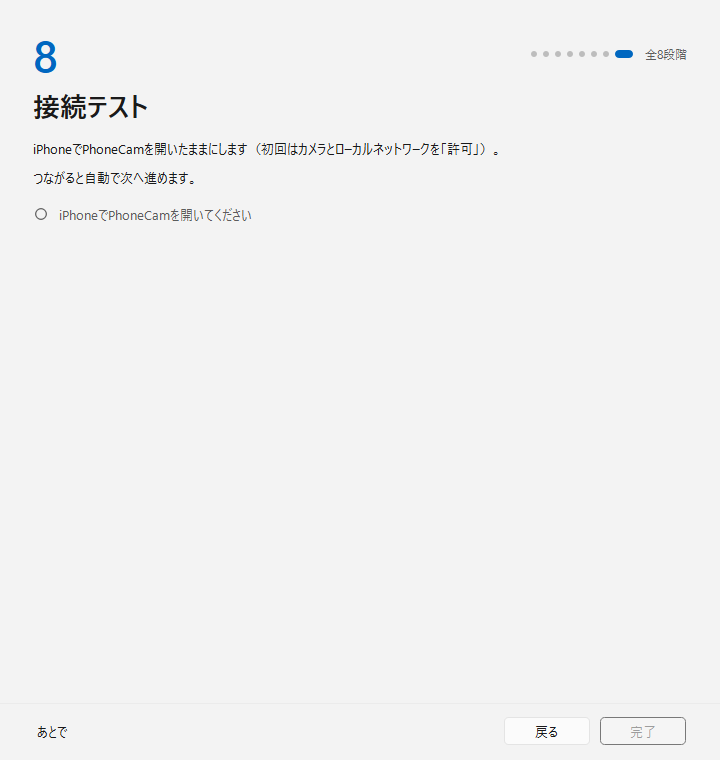 8
全8段階
接続テスト
iPhoneでPhoneCamを開いたままにします（初回はカメラとローカルネットワークを「許可」）。
つながると自動で次へ進めます。
iPhoneでPhoneCamを開いてください
あとで
戻る
完了